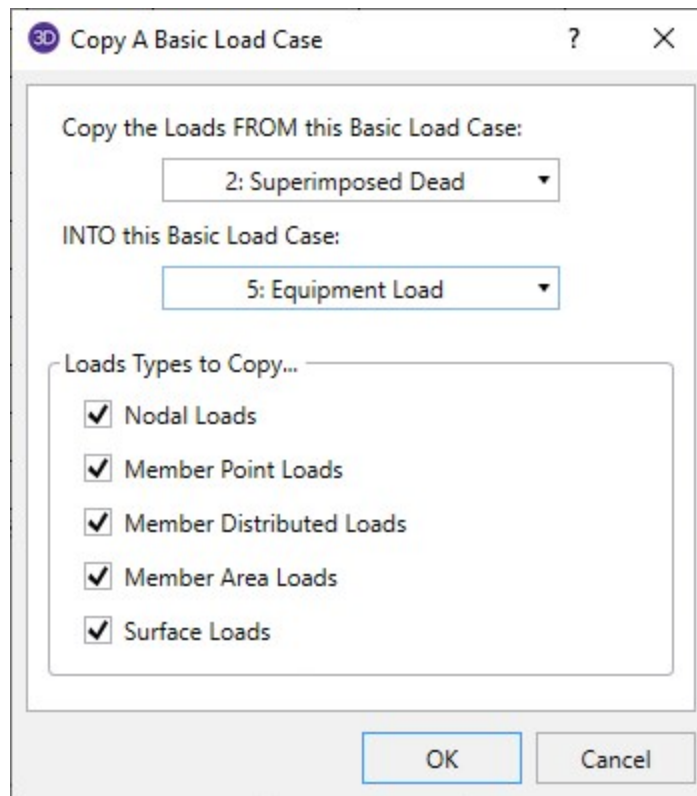 3D Copy A Basic Load Case ?
Copy the Loads FROM this Basic Load Case:
2: Superimposed Dead
INTO this Basic Load Case:
5: Equipment Load
Loads Types to Copy...
Nodal Loads
Member Point Loads
Member Distributed Loads
Member Area Loads
Surface Loads
OK Cancel